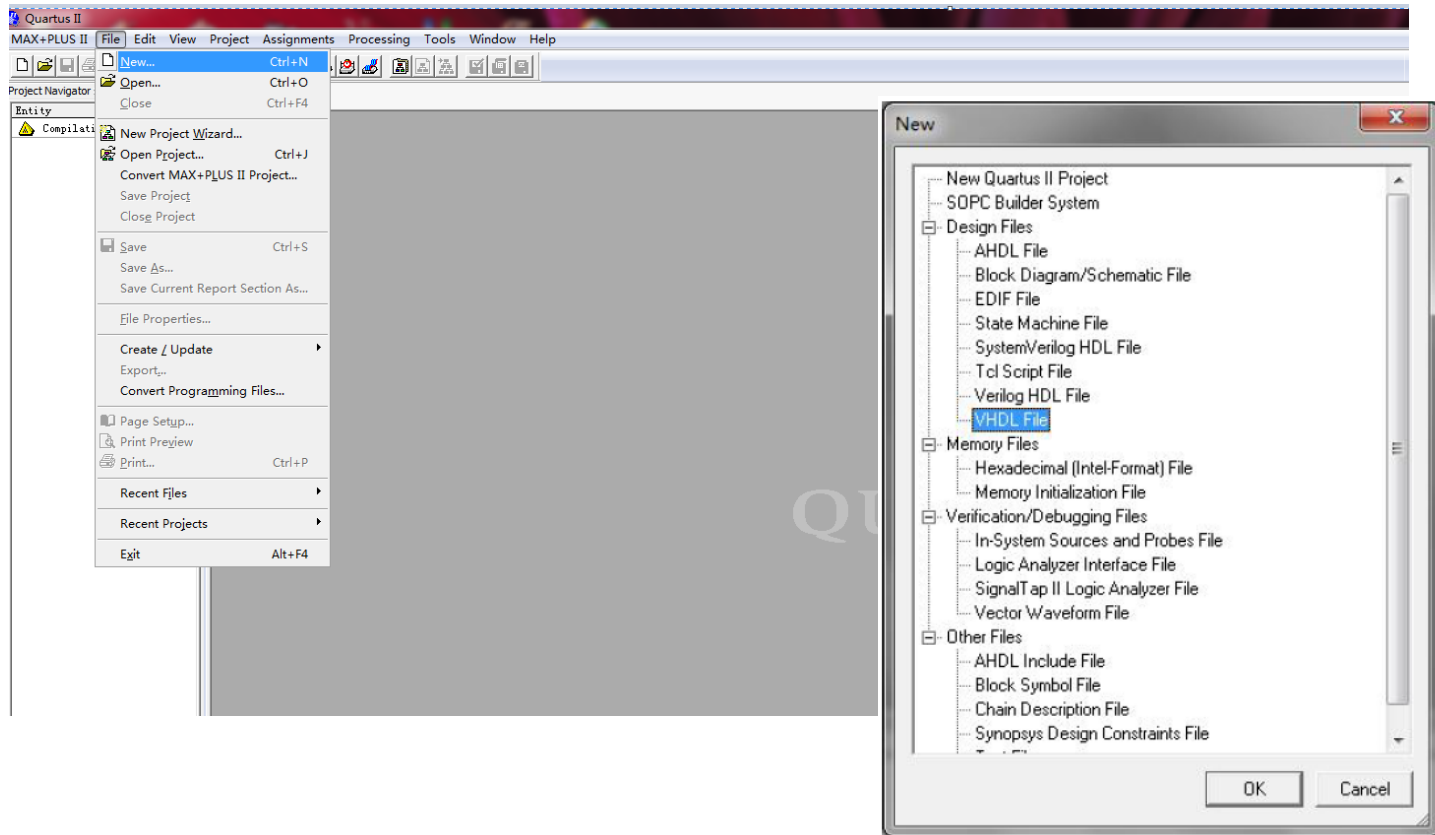 Quartus II
MAX+PLUS II File Edit View Project Assignments Processing Tools Window Help
Project Navigator
Entity
Compilati
New... Ctrl+N
Open... Ctrl+O
Close Ctrl+F4
New Project Wizard...
Open Project... Ctrl+J
Convert MAX+PLUS II Project...
Save Project
Close Project
Save Ctrl+S
Save As...
Save Current Report Section As...
File Properties...
Create / Update
Export...
Convert Programming Files...
Page Setup...
Print Preview
Print... Ctrl+P
Recent Files
Recent Projects
Exit Alt+F4
QU
New
New Quartus II Project
SOPC Builder System
Design Files
AHDL File
Block Diagram/Schematic File
EDIF File
State Machine File
SystemVerilog HDL File
Tcl Script File
Verilog HDL File
VHDL File
Memory Files
Hexadecimal (Intel-Format) File
Memory Initialization File
Verification/Debugging Files
In-System Sources and Probes File
Logic Analyzer Interface File
SignalTap II Logic Analyzer File
Vector Waveform File
Other Files
AHDL Include File
Block Symbol File
Chain Description File
Synopsys Design Constraints File
OK Cancel